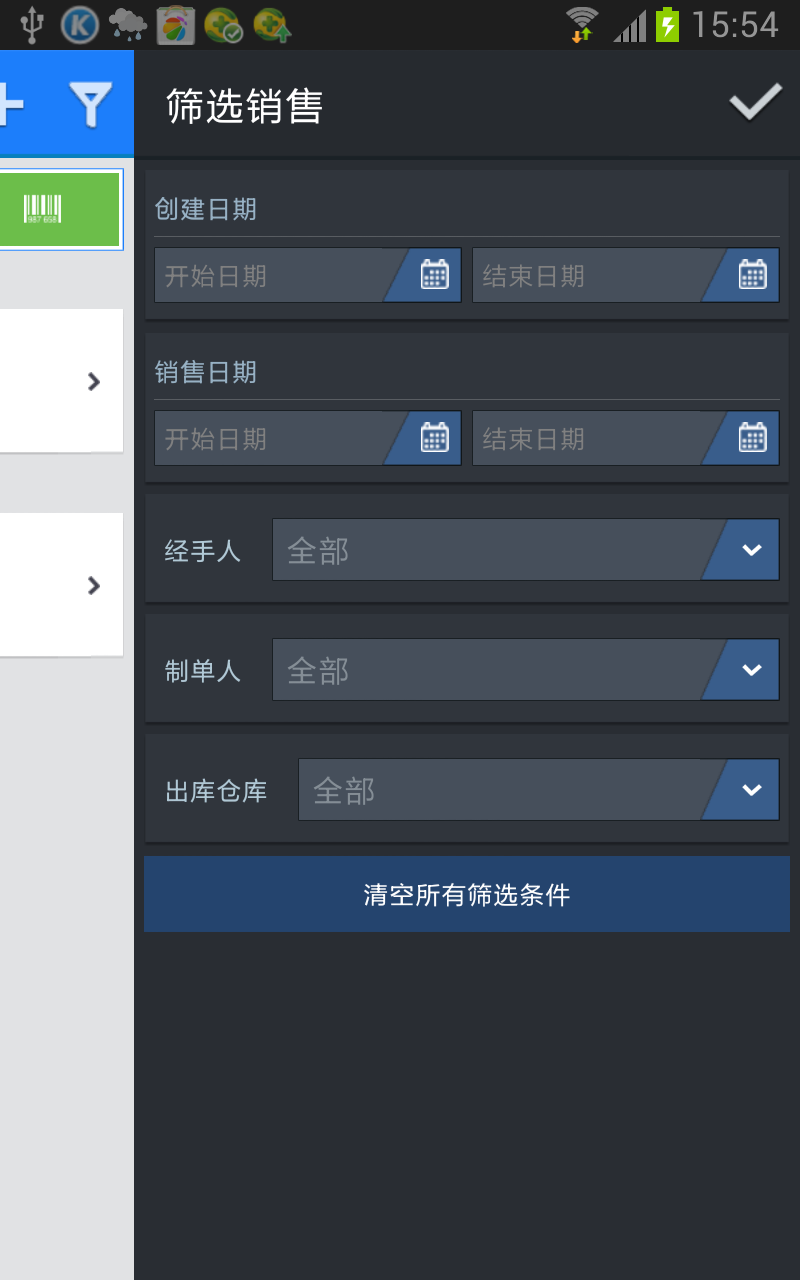 15:54
筛选销售
987 658
创建日期
开始日期 结束日期
销售日期
开始日期 结束日期
经手人 全部
制单人 全部
出库仓库 全部
清空所有筛选条件